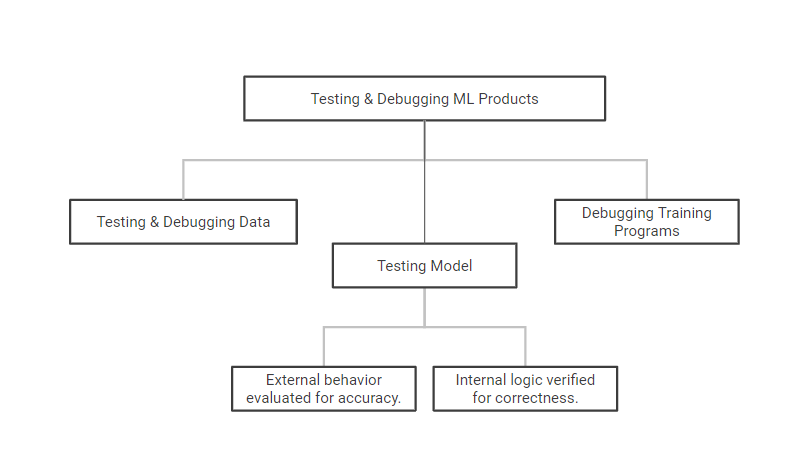 Testing & Debugging ML Products
Testing & Debugging Data
Debugging Training
Programs
Testing Model
External behavior
evaluated for accuracy.
Internal logic verified
for correctness.